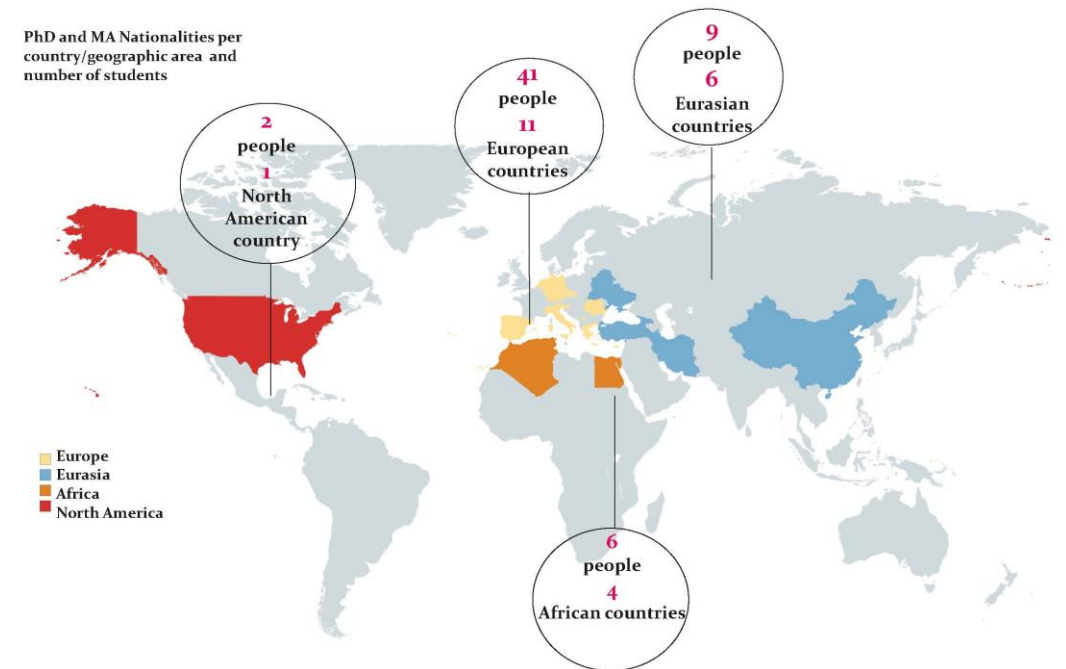 PhD and MA Nationalities per
country/geographic area and
number of students
2
people
1
North
American
country
41
people
11
European
countries
9
people
6
Eurasian
countries
Europe
Eurasia
Africa
North America
6
people
4
African countries